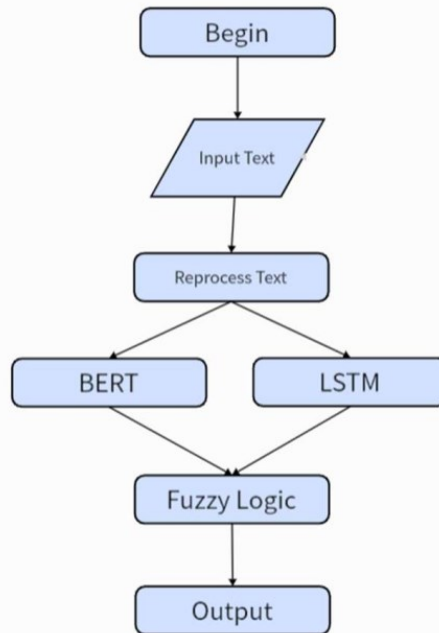 Begin
Input Text
Reprocess Text
BERT
LSTM
Fuzzy Logic
Output